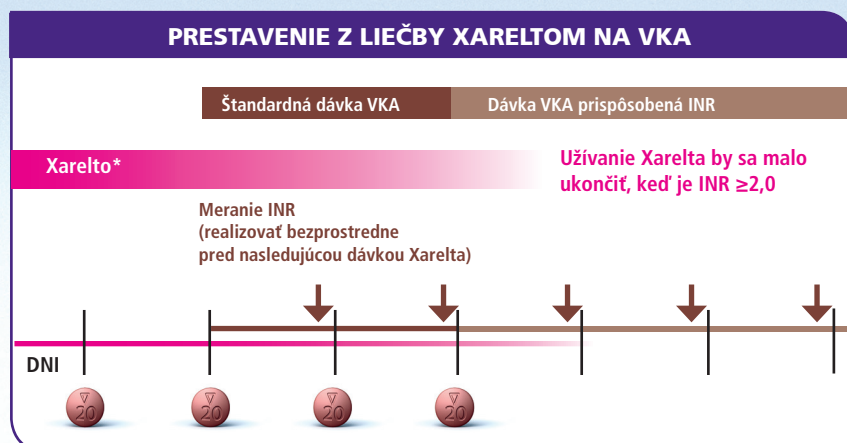 PRESTAVENIE Z LIEČBY XARELTOM NA VKA
Štandardná dávka VKA
Dávka VKA prispôsobená INR
Xarelto*
Užívanie Xarelta by sa malo
ukončiť, keď je INR ≥2,0
Meranie INR
(realizovať bezprostredne
pred nasledujúcou dávkou Xarelta)
DNI
20
20
20
20